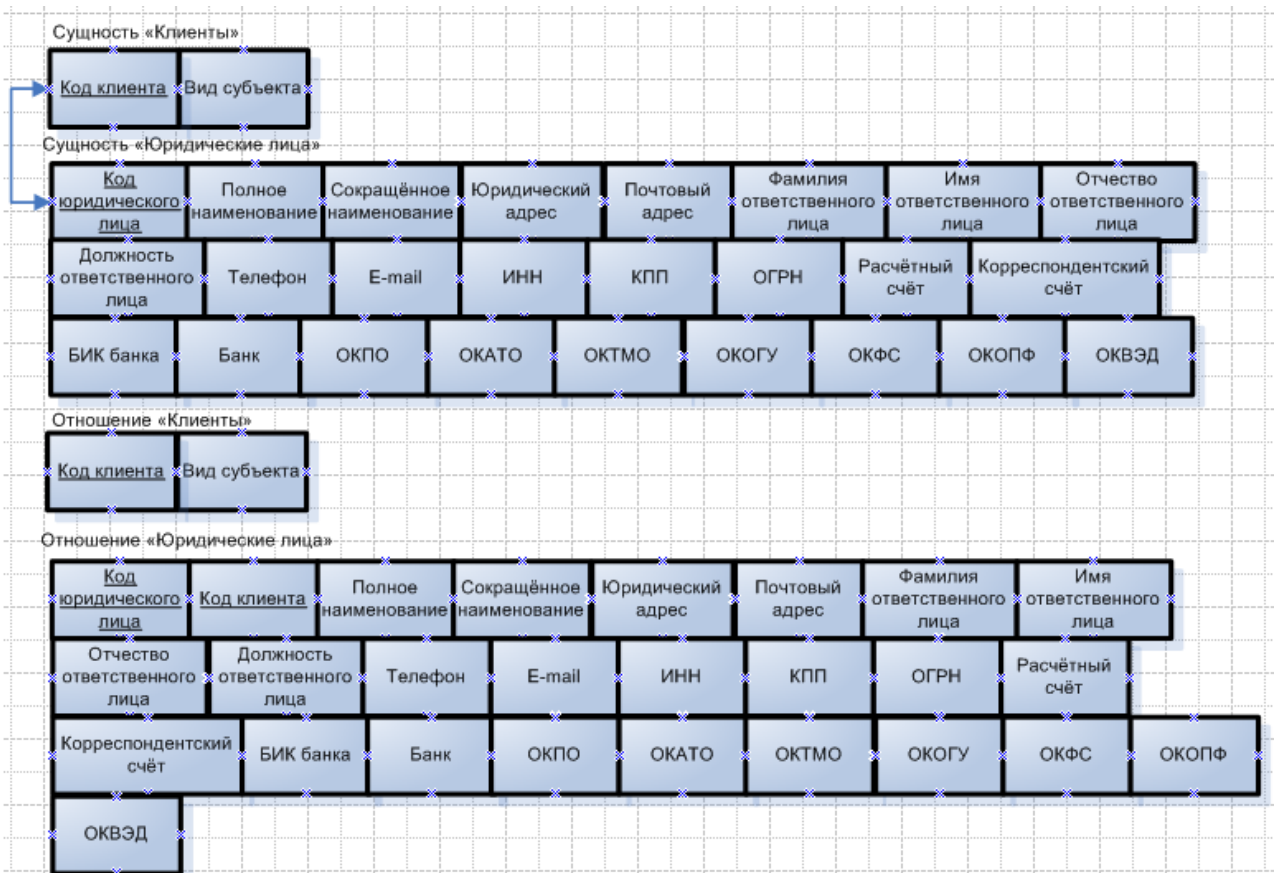 Сущность «Клиенты»
Код клиента Вид субъекта
Сущность «Юридические лица»
Код юридического лица Полное наименование Сокращённое наименование Юридический адрес Почтовый адрес Фамилия ответственного лица Имя ответственного лица Отчество ответственного лица
Должность ответственного лица Телефон E-mail ИНН КПП ОГРН Расчётный счёт Корреспондентский счёт
БИК банка Банк ОКПО ОКАТО ОКТМО ОКОГУ ОКФС ОКОПФ ОКВЭД
Отношение «Клиенты»
Код клиента Вид субъекта
Отношение «Юридические лица»
Код юридического лица Код клиента Полное наименование Сокращённое наименование Юридический адрес Почтовый адрес Фамилия ответственного лица Имя ответственного лица
Отчество ответственного лица Должность ответственного лица Телефон E-mail ИНН КПП ОГРН Расчётный счёт
Корреспондентский счёт БИК банка Банк ОКПО ОКАТО ОКТМО ОКОГУ ОКФС ОКОПФ
ОКВЭД